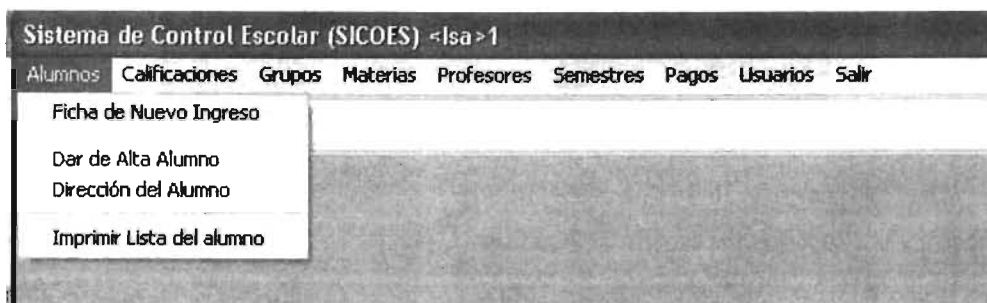 Sistema de Control Escolar (SICOES) <Isa>1
Alumnos Calificaciones Grupos Materias Profesores Semestres Pagos Usuarios Salir
Ficha de Nuevo Ingreso
Dar de Alta Alumno
Dirección del Alumno
Imprimir Lista del alumno